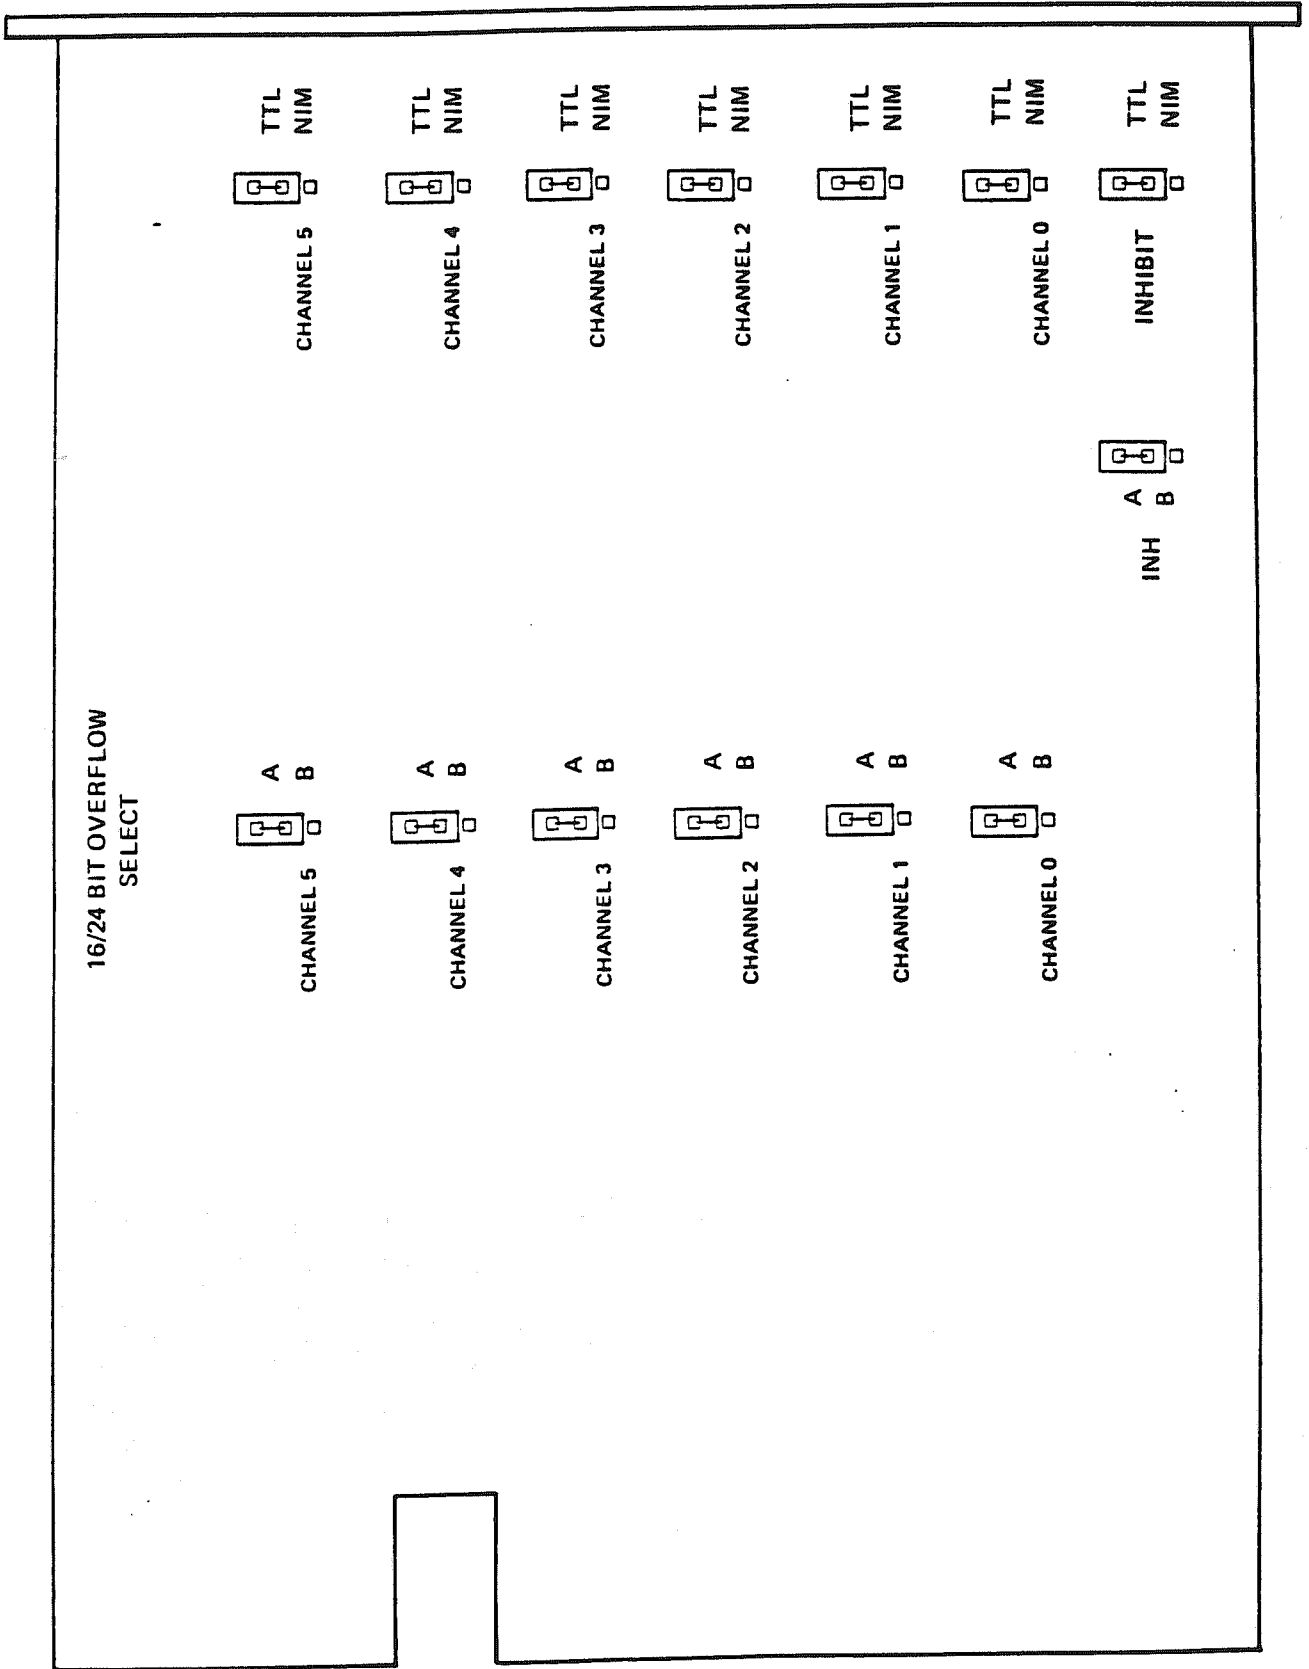 16/24 BIT OVERFLOW
SELECT
CHANNEL 5
A
B
CHANNEL 5
TTL
NIM
CHANNEL 4
A
B
CHANNEL 4
TTL
NIM
CHANNEL 3
A
B
CHANNEL 3
TTL
NIM
CHANNEL 2
A
B
CHANNEL 2
TTL
NIM
CHANNEL 1
A
B
CHANNEL 1
TTL
NIM
CHANNEL 0
A
B
CHANNEL 0
TTL
NIM
INH
A
B
INHIBIT
TTL
NIM